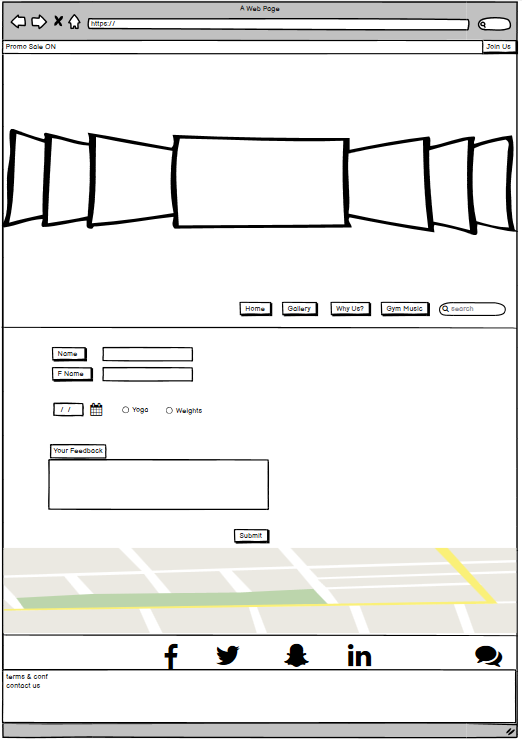 A Web Page
https://
Promo Sale ON
Join Us
Home
Gallery
Why Us?
Gym Music
search
Name
F Name
/ /
Yoga
Weights
Your Feedback
Submit
terms & conf
contact us